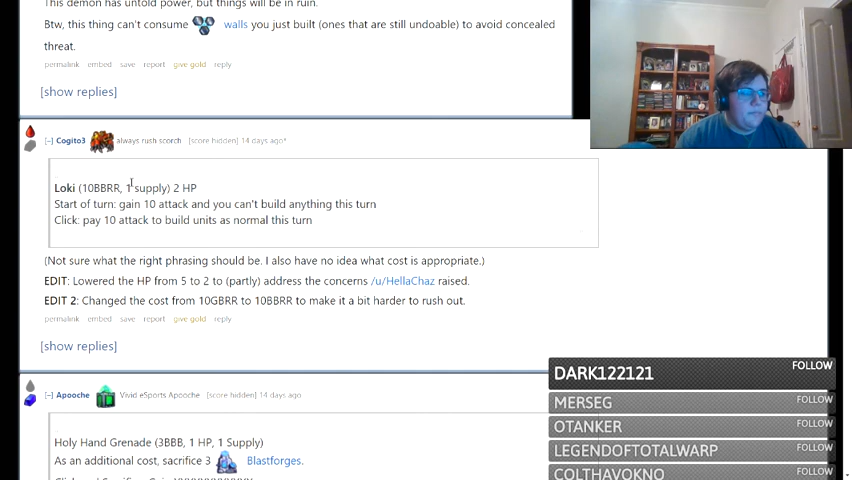 This demon has untold power, but things will be in ruin.
Btw, this thing can't consume walls you just built (ones that are still undoable) to avoid concealed
threat.
permalink embed save report give gold reply
[show replies]
[-] Cogito3 always rush scorch [score hidden] 14 days ago*
Loki (10BBRR, 1 supply) 2 HP
Start of turn: gain 10 attack and you can't build anything this turn
Click: pay 10 attack to build units as normal this turn
(Not sure what the right phrasing should be. I also have no idea what cost is appropriate.)
EDIT: Lowered the HP from 5 to 2 to (partly) address the concerns /u/HellaChaz raised.
EDIT 2: Changed the cost from 10GBRR to 10BBRR to make it a bit harder to rush out.
permalink embed save report give gold reply
[show replies]
DARK122121 FOLLOW
MERSEG FOLLOW
OTANKER FOLLOW
LEGENDOFTOTALWARP FOLLOW
COLTHAVOKNO FOLLOW
[-] Apooche Vivid eSports Apooche [score hidden] 14 days ago
Holy Hand Grenade (3BBB, 1 HP, 1 Supply)
As an additional cost, sacrifice 3 Blastforges.